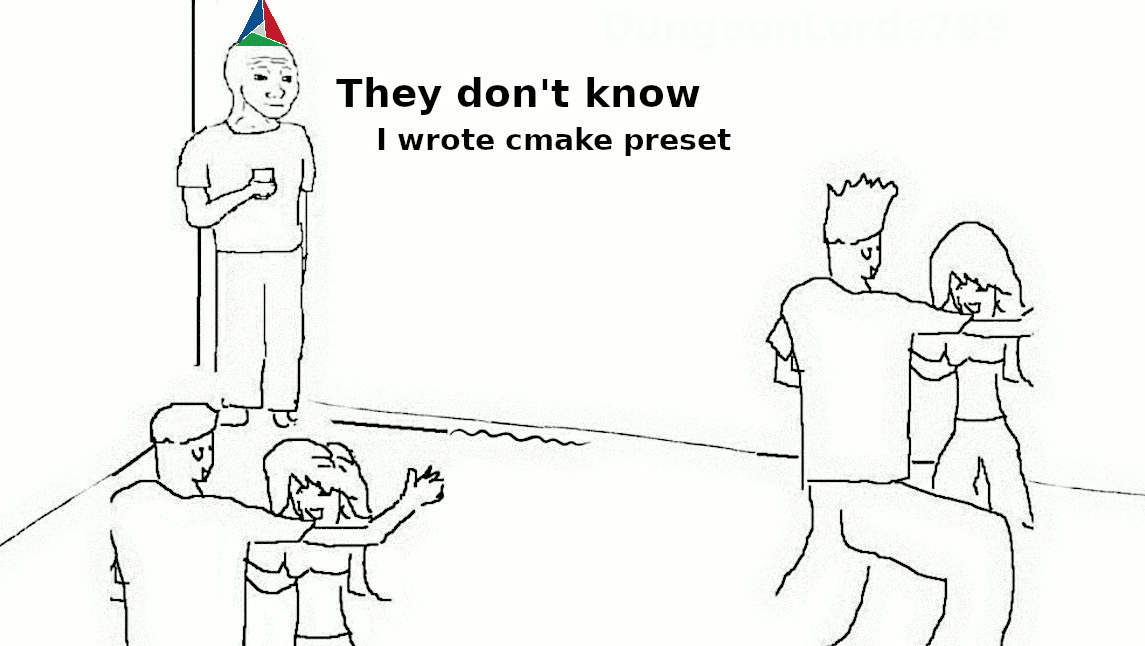 DungeonLords789
They don't know
I wrote cmake preset